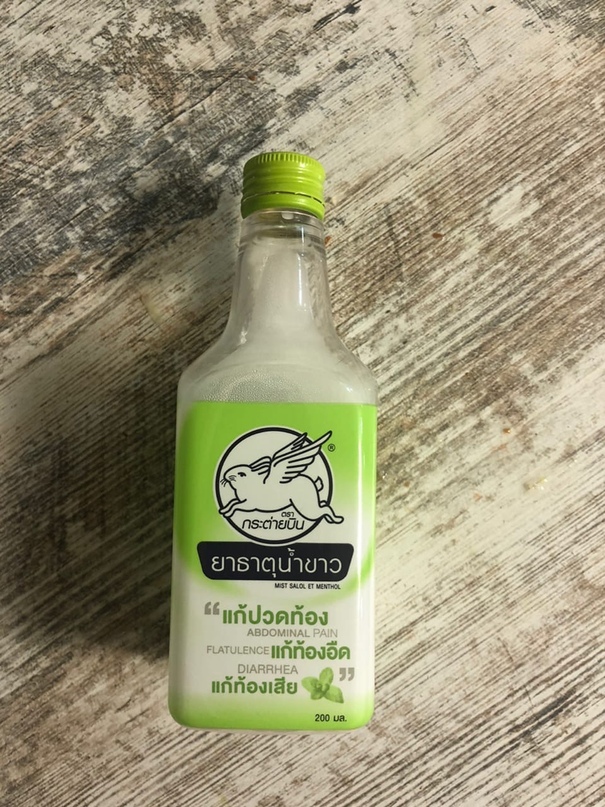 ®
ตรา
กระต่ายบิน
ยาธาตุน้ำขาว
MIST SALOL ET MENTHOL
“แก้ปวดท้อง
ABDOMINAL PAIN
FLATULENCE แก้ท้องอืด
DIARRHEA
แก้ท้องเสีย”
200 มล.